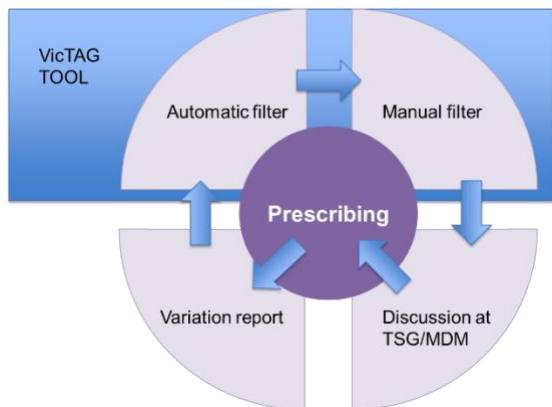 VicTAG
TOOL
Automatic filter
Manual filter
Prescribing
Variation report
Discussion at
TSG/MDM